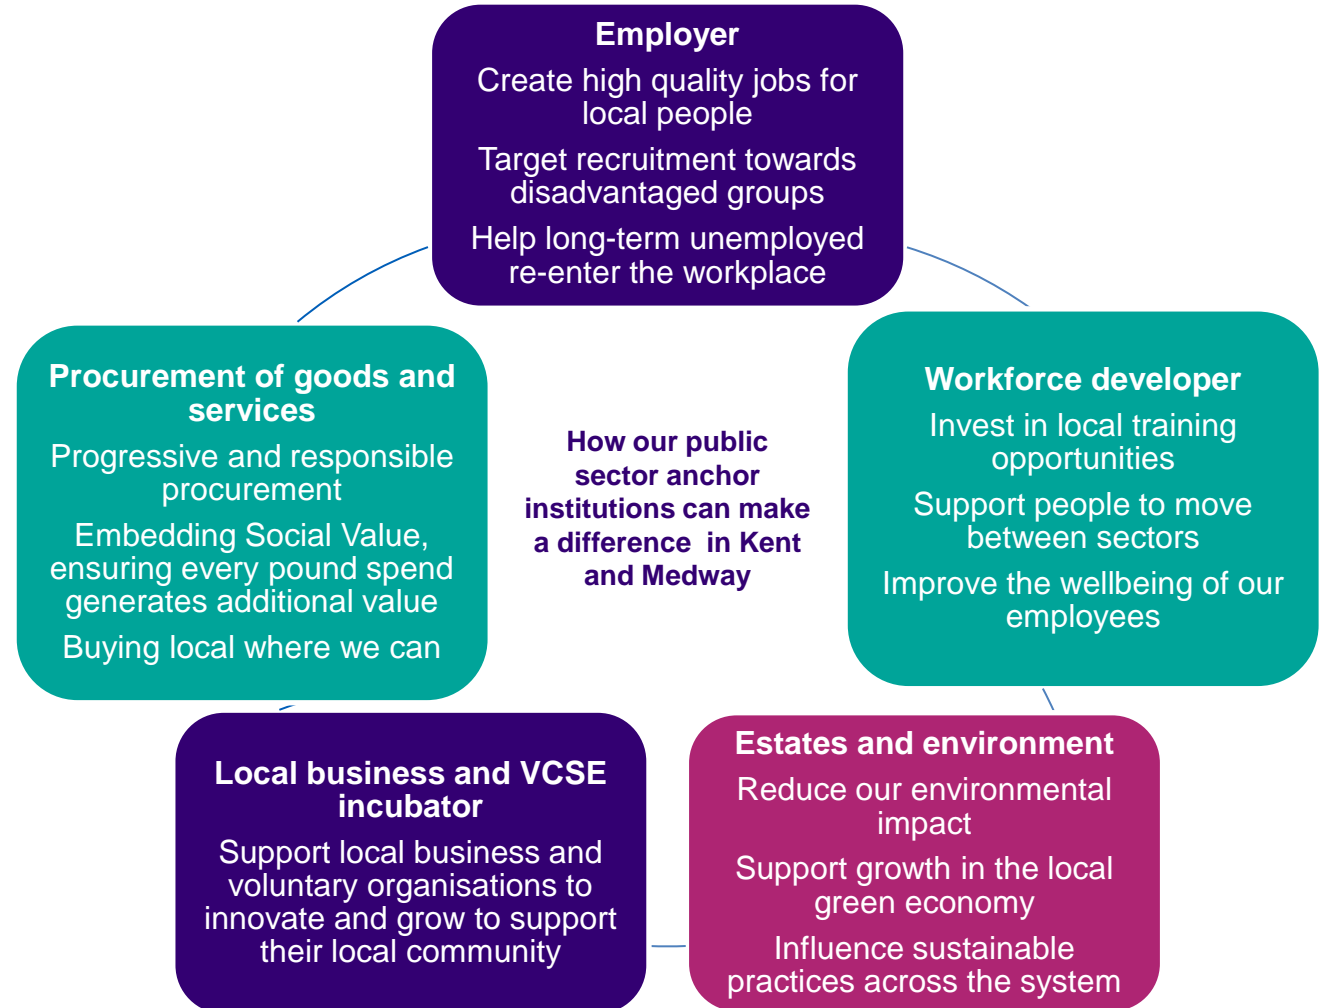 Employer
Create high quality jobs for
local people
Target recruitment towards
disadvantaged groups
Help long-term unemployed
re-enter the workplace
Procurement of goods and
services
Progressive and responsible
procurement
Embedding Social Value,
ensuring every pound spend
generates additional value
Buying local where we can
How our public
sector anchor
institutions can make
a difference  in Kent
and Medway
Workforce developer
Invest in local training
opportunities
Support people to move
between sectors
Improve the wellbeing of our
employees
Local business and VCSE
incubator
Support local business and
voluntary organisations to
innovate and grow to support
their local community
Estates and environment
Reduce our environmental
impact
Support growth in the local
green economy
Influence sustainable
practices across the system